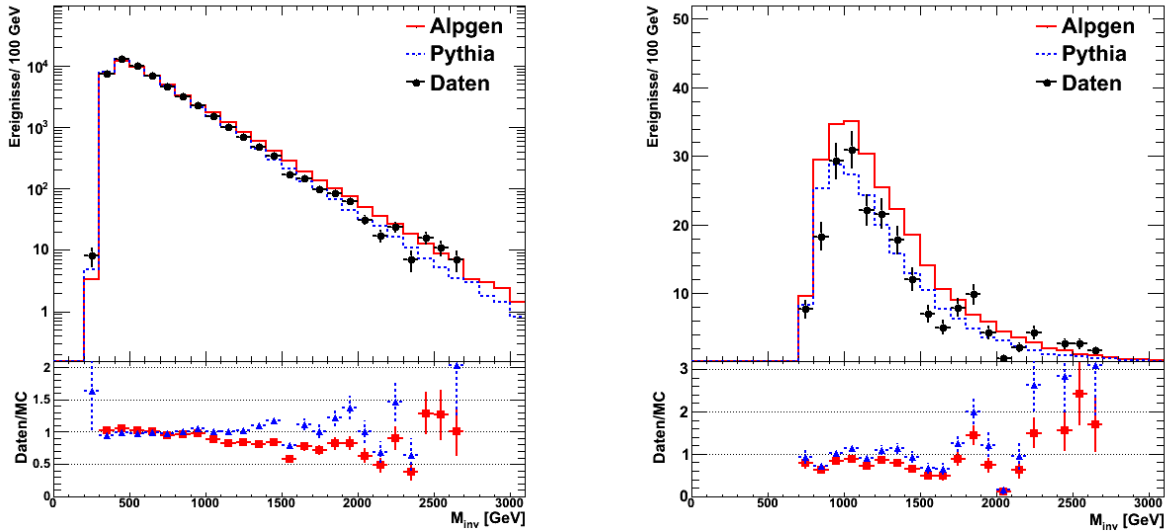 Ereignisse/ 100 GeV
10⁴
10³
10²
10
1
Alpgen
Pythia
Daten
Daten/MC
2
1.5
1
0.5
0
0 500 1000 1500 2000 2500 3000
M_inv [GeV]
Ereignisse/ 100 GeV
50
40
30
20
10
Alpgen
Pythia
Daten
Daten/MC
3
2
1
0
0 500 1000 1500 2000 2500 3000
M_inv [GeV]